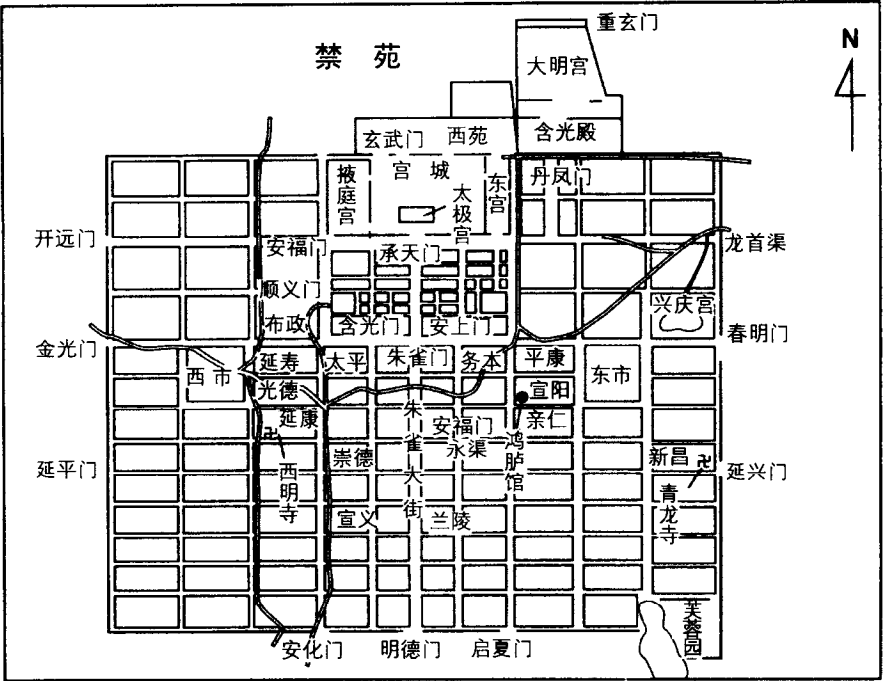 重玄门
禁苑
大明宫
N
玄武门
西苑
含光殿
掖庭宫
宫城
太极宫
东宫
丹凤门
开远门
安福门
承天门
龙首渠
顺义门
兴庆宫
布政
含光门
安上门
春明门
金光门
延寿
太平
朱雀门
务本
平康
西市
东市
光德
宣阳
朱雀大街
延康
安福门
亲仁
永渠
鸿胪馆
崇德
新昌
卍
卍
延平门
延兴门
西明寺
青龙寺
宣义
兰陵
芙蓉园
安化门
明德门
启夏门